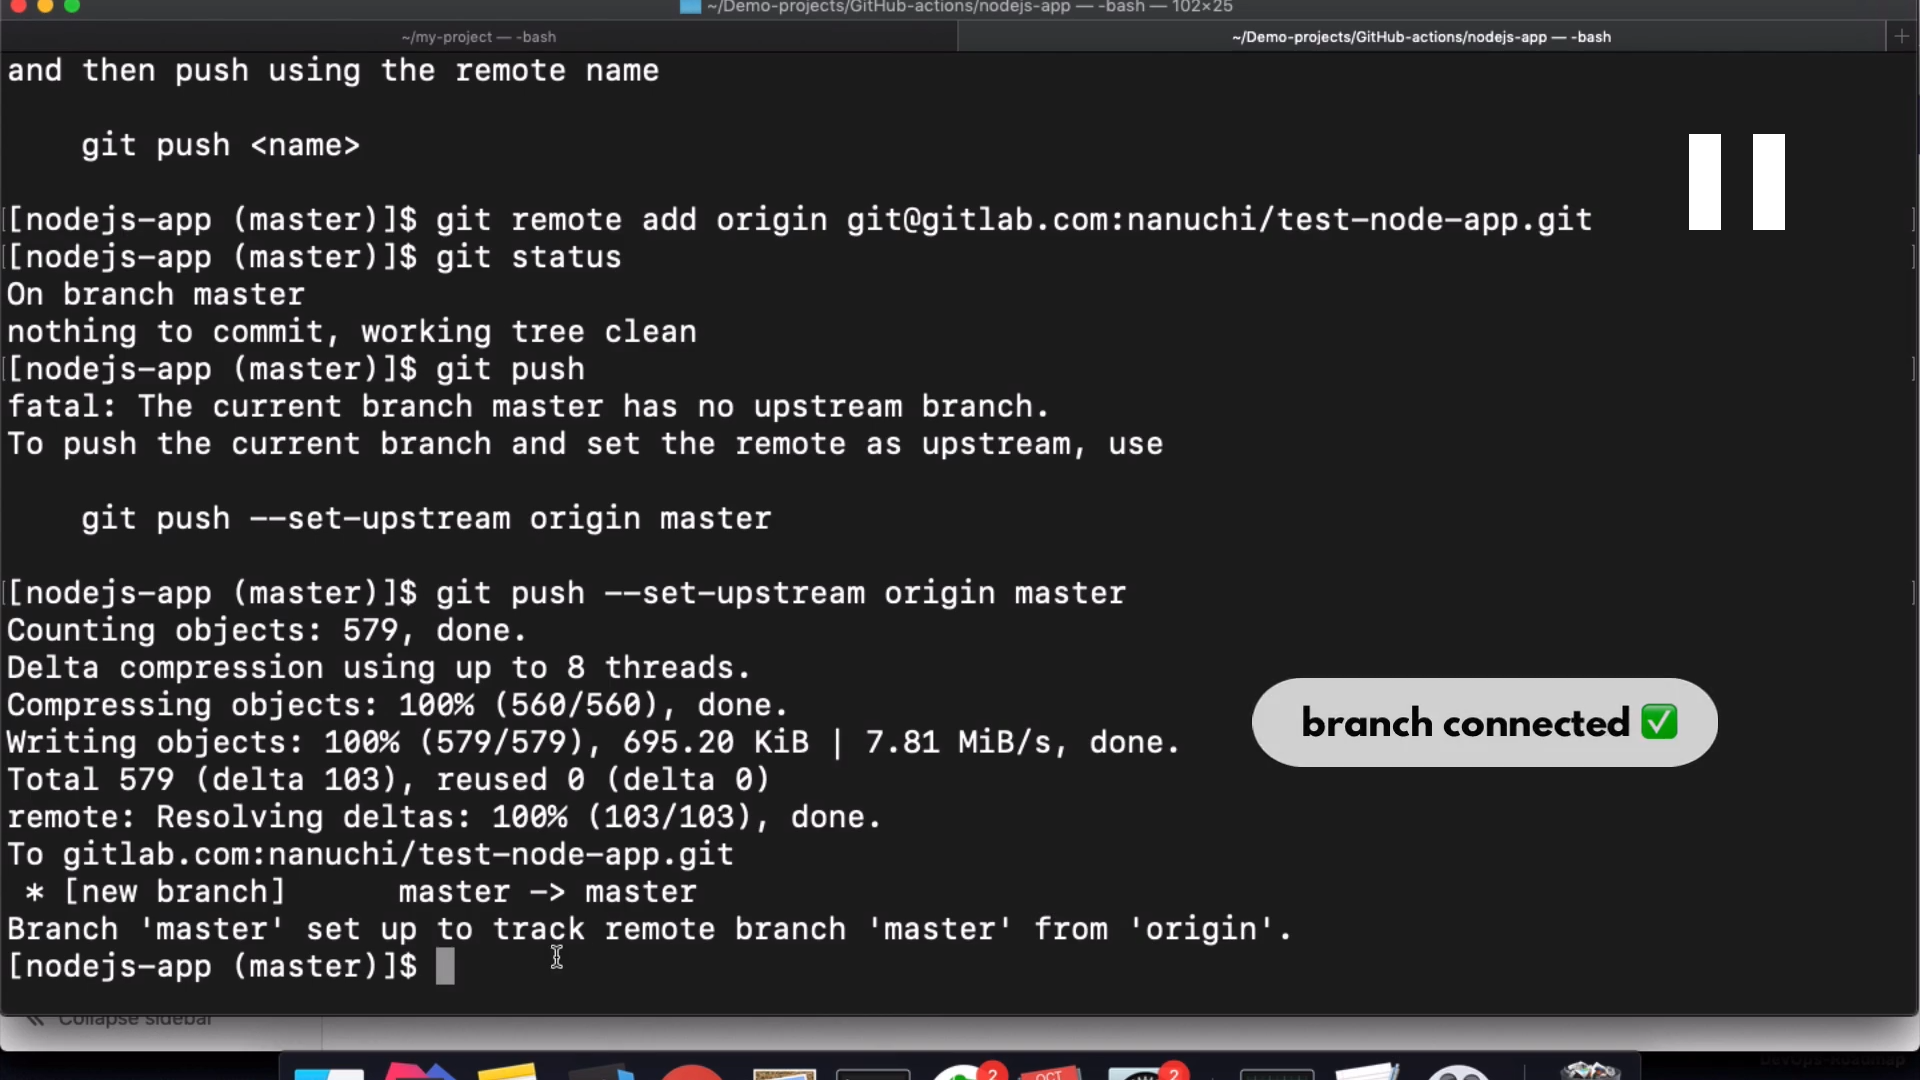 ~/Demo-projects/GitHub-actions/nodejs-app — -bash — 102×25
~/my-project — -bash
~/Demo-projects/GitHub-actions/nodejs-app — -bash
and then push using the remote name
git push <name>
[nodejs-app (master)]$ git remote add origin git@gitlab.com:nanuchi/test-node-app.git
[nodejs-app (master)]$ git status
On branch master
nothing to commit, working tree clean
[nodejs-app (master)]$ git push
fatal: The current branch master has no upstream branch.
To push the current branch and set the remote as upstream, use
git push --set-upstream origin master
[nodejs-app (master)]$ git push --set-upstream origin master
Counting objects: 579, done.
Delta compression using up to 8 threads.
Compressing objects: 100% (560/560), done.
branch connected ✅
Writing objects: 100% (579/579), 695.20 KiB | 7.81 MiB/s, done.
Total 579 (delta 103), reused 0 (delta 0)
remote: Resolving deltas: 100% (103/103), done.
To gitlab.com:nanuchi/test-node-app.git
* [new branch]      master -> master
Branch 'master' set up to track remote branch 'master' from 'origin'.
[nodejs-app (master)]$
Collapse sidebar
DevOps-Roadmap
2
OCT
2